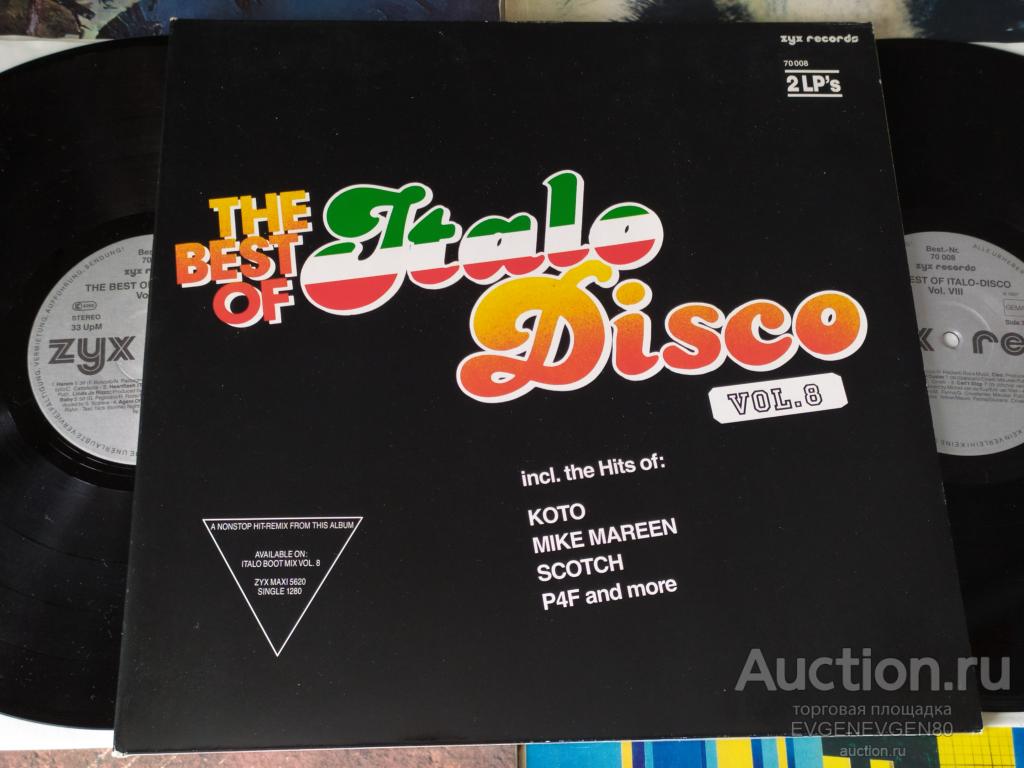 zyx records
70 008
2 LP's
THE
BEST
OF
Italo
Disco
VOL.8
incl. the Hits of:
KOTO
MIKE MAREEN
SCOTCH
P4F and more
A NONSTOP HIT-REMIX FROM THIS ALBUM
AVAILABLE ON:
ITALO BOOT MIX VOL. 8
ZYX MAXI 5620
SINGLE 1280
THE BEST OF
STEREO
33 UpM
zyx
Best.-Nr.
70 008
zyx records
EST OF ITALO-DISCO
Vol. VIII
Auction.ru
торговая площадка
EVGENEVGEN80
auction.ru